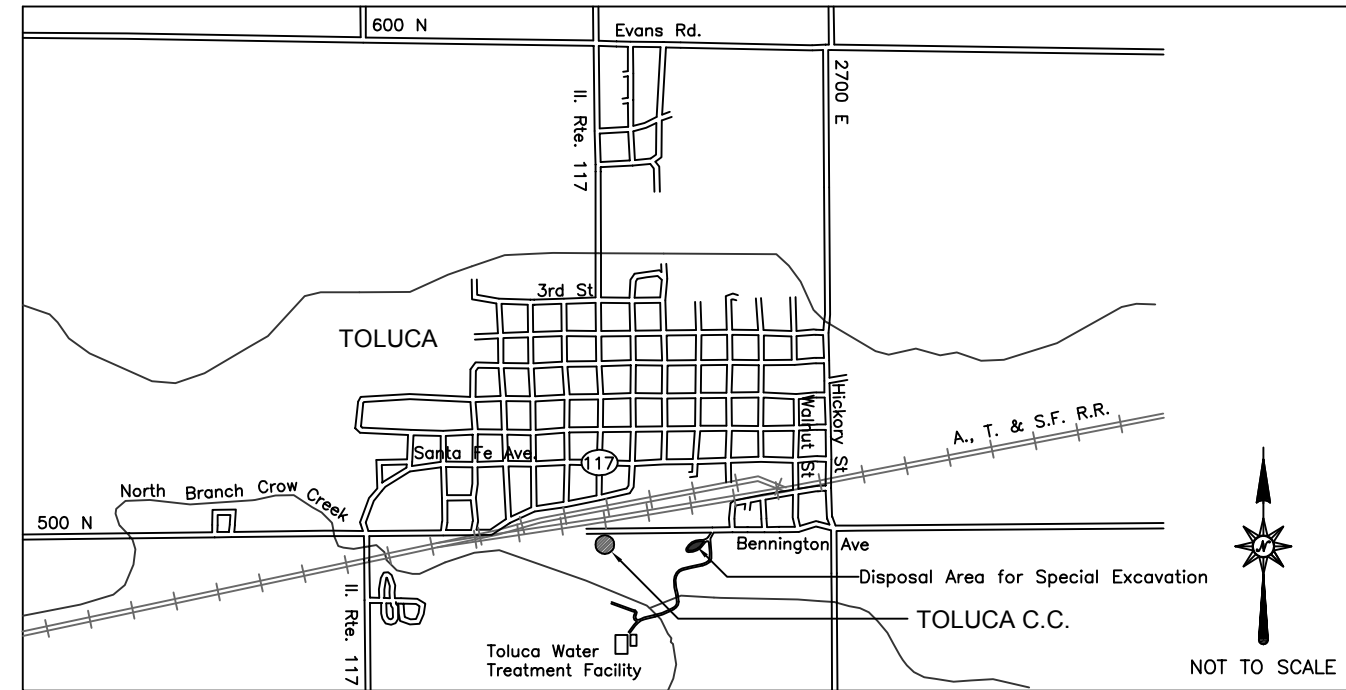 600 N
Evans Rd.
2700 E
Il. Rte. 117
3rd St
TOLUCA
Hickory St
Walnut St
A., T. & S.F. R.R.
Santa Fe Ave.
117
North Branch Crow Creek
500 N
Bennington Ave
Disposal Area for Special Excavation
TOLUCA C.C.
Il. Rte. 117
Toluca Water
Treatment Facility
N
NOT TO SCALE